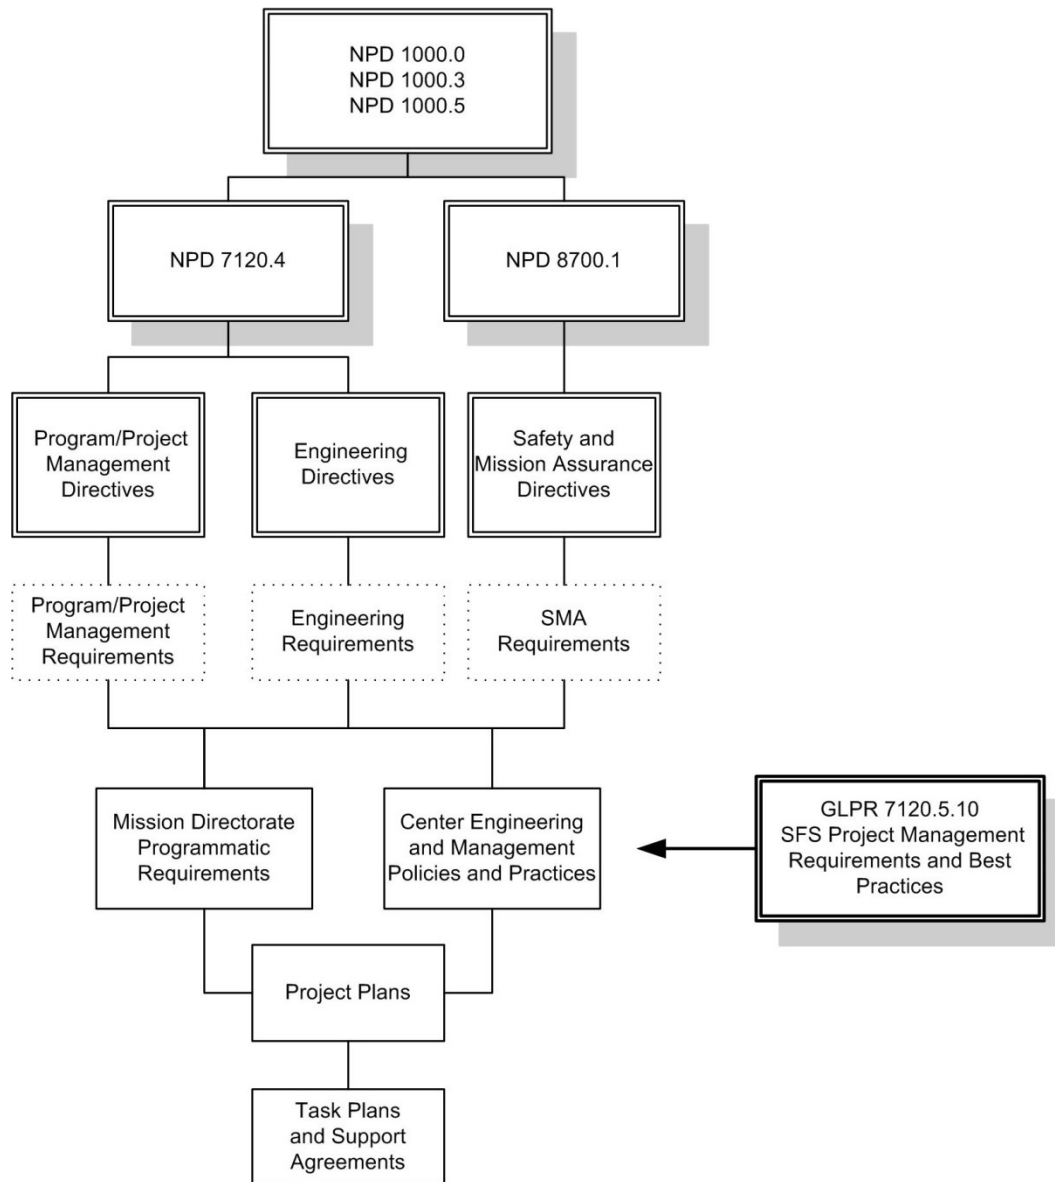 NPD 1000.0
NPD 1000.3
NPD 1000.5
NPD 7120.4
NPD 8700.1
Program/Project
Management
Directives
Engineering
Directives
Safety and
Mission Assurance
Directives
Program/Project
Management
Requirements
Engineering
Requirements
SMA
Requirements
Mission Directorate
Programmatic
Requirements
Center Engineering
and Management
Policies and Practices
GLPR 7120.5.10
SFS Project Management
Requirements and Best
Practices
Project Plans
Task Plans
and Support
Agreements